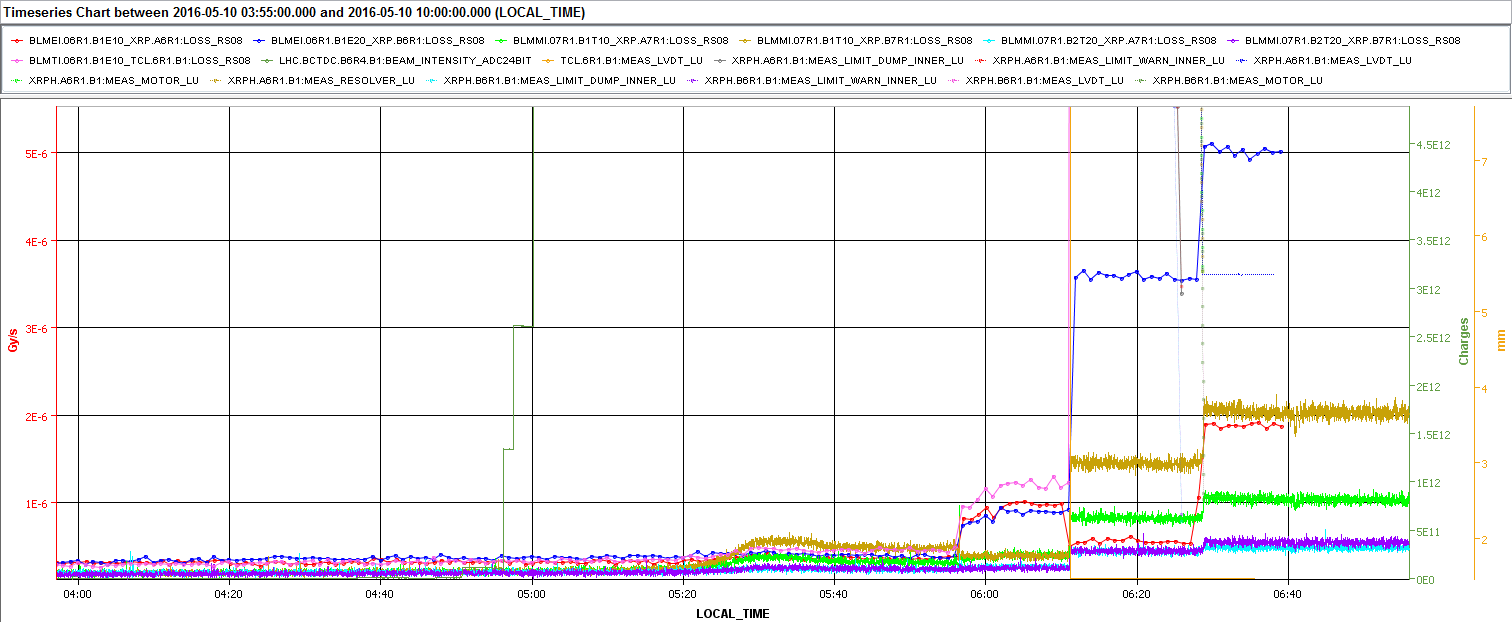 Timeseries Chart between 2016-05-10 03:55:00.000 and 2016-05-10 10:00:00.000 (LOCAL_TIME)
BLMEI.06R1.B1E10_XRP.A6R1:LOSS_RS08 BLMEI.06R1.B1E20_XRP.B6R1:LOSS_RS08 BLMMI.07R1.B1T10_XRP.A7R1:LOSS_RS08 BLMMI.07R1.B1T10_XRP.B7R1:LOSS_RS08 BLMMI.07R1.B2T20_XRP.A7R1:LOSS_RS08 BLMMI.07R1.B2T20_XRP.B7R1:LOSS_RS08
BLMTI.06R1.B1E10_TCL.6R1.B1:LOSS_RS08 LHC.BCTDC.B6R4.B1:BEAM_INTENSITY_ADC24BIT TCL.6R1.B1:MEAS_LVDT_LU XRPH.A6R1.B1:MEAS_LIMIT_DUMP_INNER_LU XRPH.A6R1.B1:MEAS_LIMIT_WARN_INNER_LU XRPH.A6R1.B1:MEAS_LVDT_LU
XRPH.A6R1.B1:MEAS_MOTOR_LU XRPH.A6R1.B1:MEAS_RESOLVER_LU XRPH.B6R1.B1:MEAS_LIMIT_DUMP_INNER_LU XRPH.B6R1.B1:MEAS_LIMIT_WARN_INNER_LU XRPH.B6R1.B1:MEAS_LVDT_LU XRPH.B6R1.B1:MEAS_MOTOR_LU
5E-6
4E-6
3E-6
2E-6
1E-6
Gy/s
4.5E12
4E12
3.5E12
3E12
2.5E12
2E12
1.5E12
1E12
5E11
0E0
Charges
7
6
5
4
3
2
mm
04:00 04:20 04:40 05:00 05:20 05:40 06:00 06:20 06:40
LOCAL_TIME